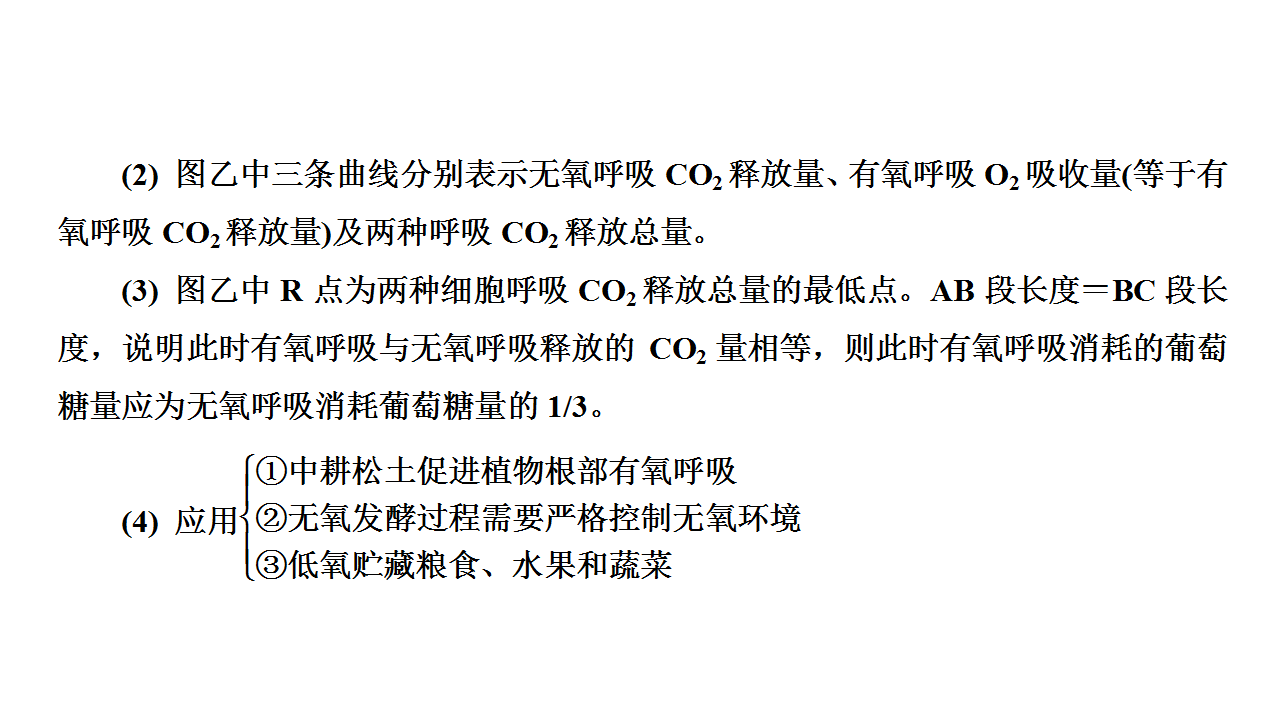 (2) 图乙中三条曲线分别表示无氧呼吸 CO₂ 释放量、有氧呼吸 O₂ 吸收量(等于有
氧呼吸 CO₂ 释放量)及两种呼吸 CO₂ 释放总量。
(3) 图乙中 R 点为两种细胞呼吸 CO₂ 释放总量的最低点。AB 段长度＝BC 段长
度，说明此时有氧呼吸与无氧呼吸释放的 CO₂ 量相等，则此时有氧呼吸消耗的葡萄
糖量应为无氧呼吸消耗葡萄糖量的 1/3。
(4) 应用
①中耕松土促进植物根部有氧呼吸
②无氧发酵过程需要严格控制无氧环境
③低氧贮藏粮食、水果和蔬菜